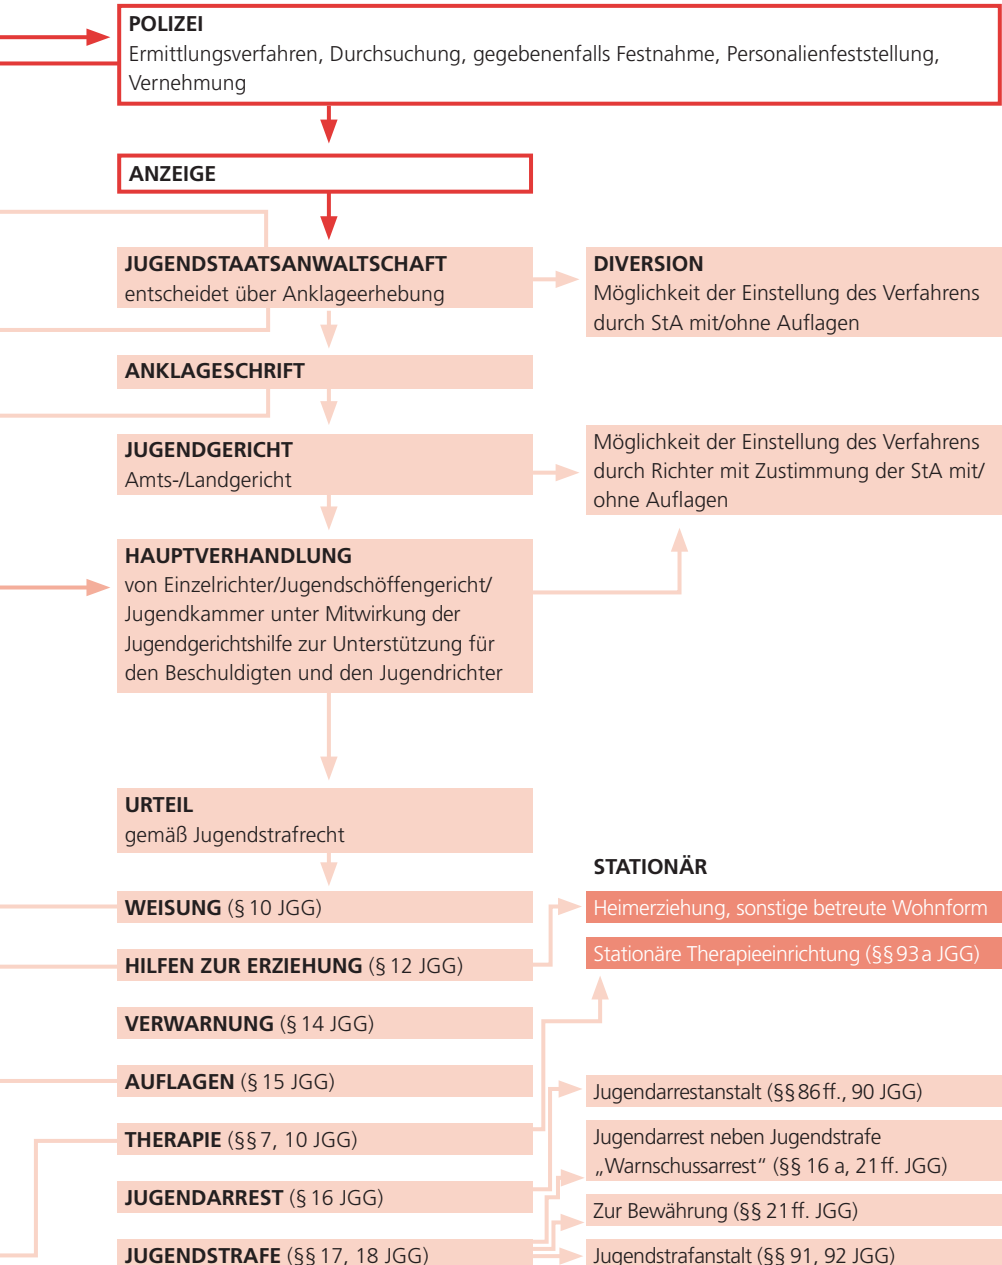 POLIZEI
Ermittlungsverfahren, Durchsuchung, gegebenenfalls Festnahme, Personalienfeststellung,
Vernehmung
ANZEIGE
JUGENDSTAATSANWALTSCHAFT
entscheidet über Anklageerhebung
DIVERSION
Möglichkeit der Einstellung des Verfahrens
durch StA mit/ohne Auflagen
ANKLAGESCHRIFT
JUGENDGERICHT
Amts-/Landgericht
Möglichkeit der Einstellung des Verfahrens
durch Richter mit Zustimmung der StA mit/
ohne Auflagen
HAUPTVERHANDLUNG
von Einzelrichter/Jugendschöffengericht/
Jugendkammer unter Mitwirkung der
Jugendgerichtshilfe zur Unterstützung für
den Beschuldigten und den Jugendrichter
URTEIL
gemäß Jugendstrafrecht
WEISUNG (§ 10 JGG)
HILFEN ZUR ERZIEHUNG (§ 12 JGG)
VERWARNUNG (§ 14 JGG)
AUFLAGEN (§ 15 JGG)
THERAPIE (§§ 7, 10 JGG)
JUGENDARREST (§ 16 JGG)
JUGENDSTRAFE (§§ 17, 18 JGG)
STATIONÄR
Heimerziehung, sonstige betreute Wohnform
Stationäre Therapieeinrichtung (§§ 93 a JGG)
Jugendarrestanstalt (§§ 86 ff., 90 JGG)
Jugendarrest neben Jugendstrafe
„Warnschussarrest“ (§§ 16 a, 21 ff. JGG)
Zur Bewährung (§§ 21 ff. JGG)
Jugendstrafanstalt (§§ 91, 92 JGG)